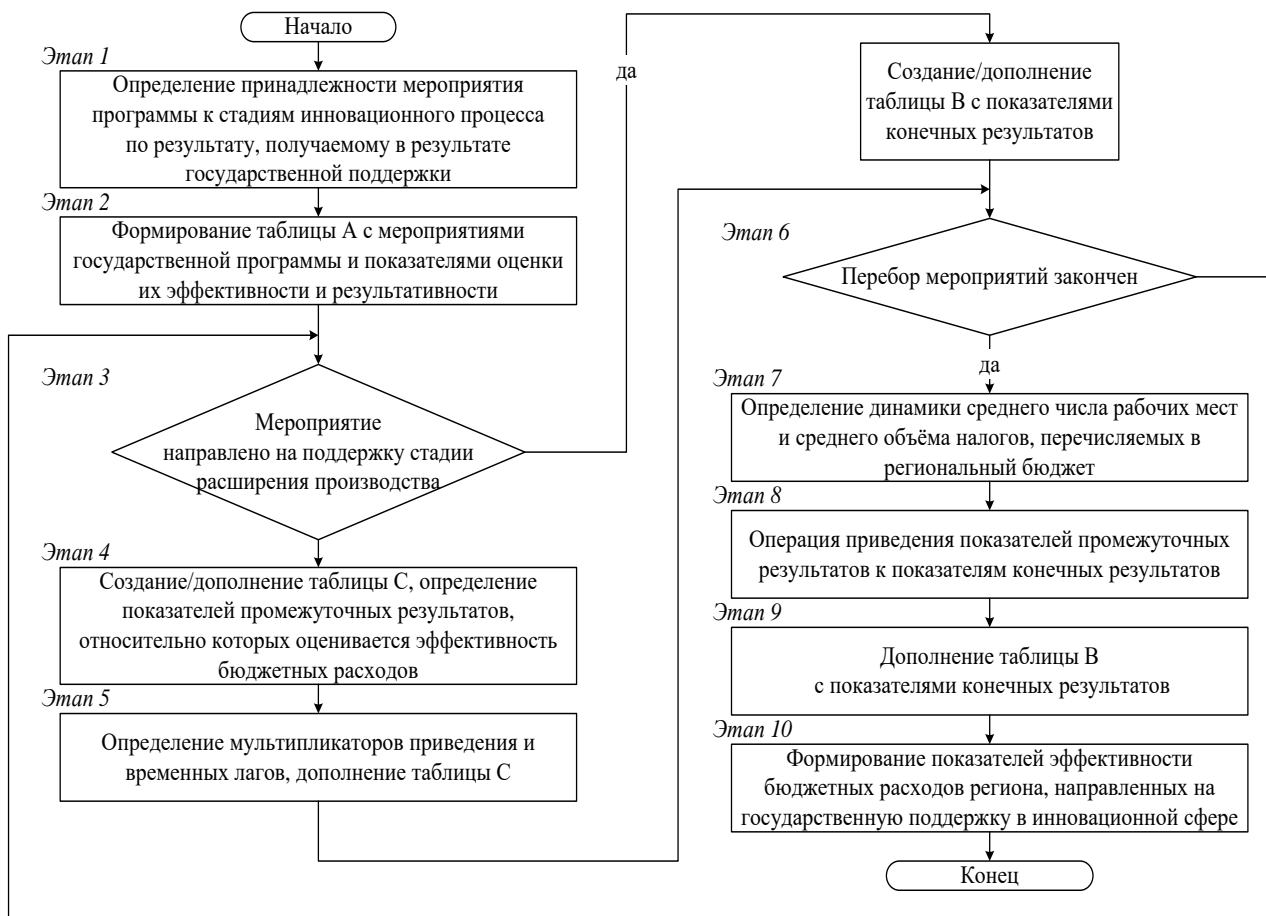 Начало
Этап 1
Определение принадлежности мероприятия
программы к стадиям инновационного процесса
по результату, получаемому в результате
государственной поддержки
Этап 2
Формирование таблицы А с мероприятиями
государственной программы и показателями оценки
их эффективности и результативности
Этап 3
Мероприятие
направлено на поддержку стадии
расширения производства
да
Этап 4
Создание/дополнение таблицы С, определение
показателей промежуточных результатов,
относительно которых оценивается эффективность
бюджетных расходов
Этап 5
Определение мультипликаторов приведения и
временных лагов, дополнение таблицы С
Создание/дополнение
таблицы В с показателями
конечных результатов
Этап 6
Перебор мероприятий закончен
да
Этап 7
Определение динамики среднего числа рабочих мест
и среднего объёма налогов, перечисляемых в
региональный бюджет
Этап 8
Операция приведения показателей промежуточных
результатов к показателям конечных результатов
Этап 9
Дополнение таблицы В
с показателями конечных результатов
Этап 10
Формирование показателей эффективности
бюджетных расходов региона, направленных на
государственную поддержку в инновационной сфере
Конец